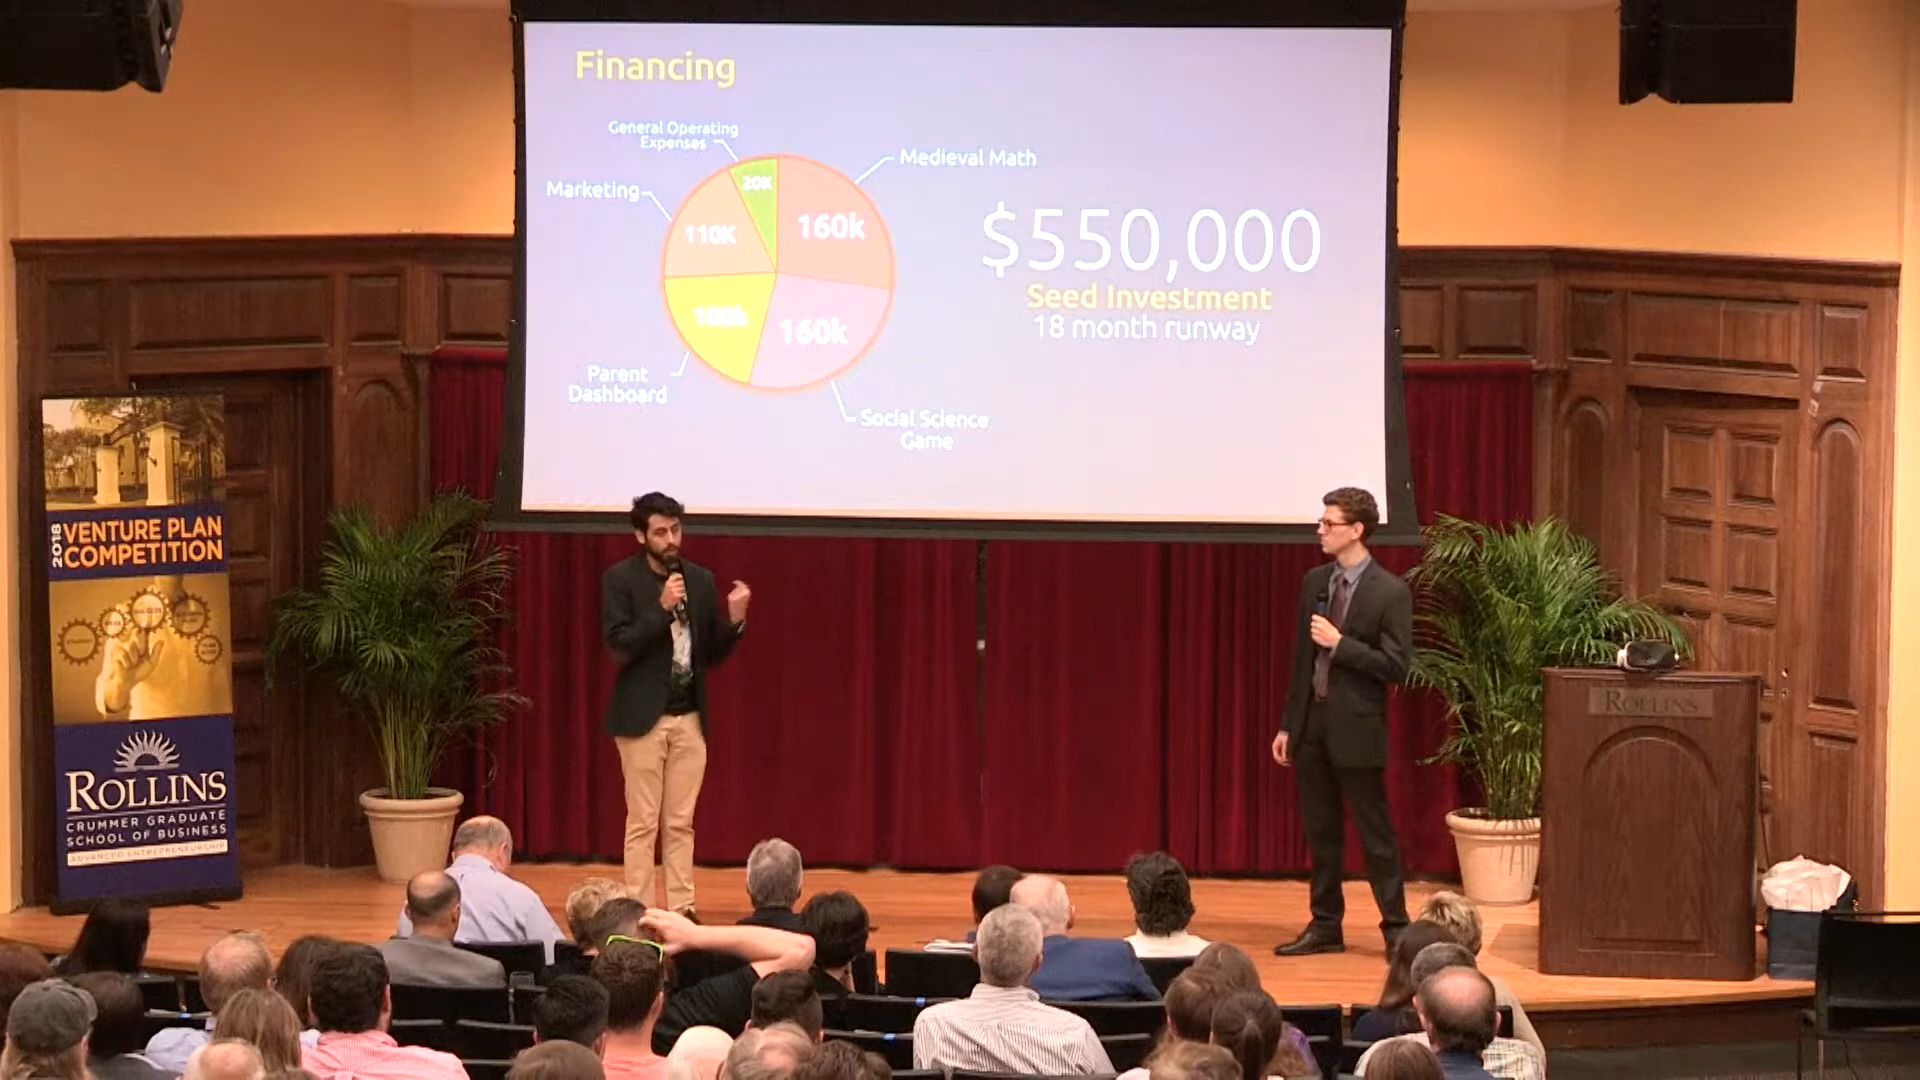 Financing
General Operating
Expenses
20K
Medieval Math
Marketing
110K
160k
$550,000
Seed Investment
18 month runway
100k
160k
Parent
Dashboard
Social Science
Game
2018
VENTURE PLAN
COMPETITION
ROLLINS
CRUMMER GRADUATE
SCHOOL OF BUSINESS
ADVANCED ENTREPRENEURSHIP
ROLLINS